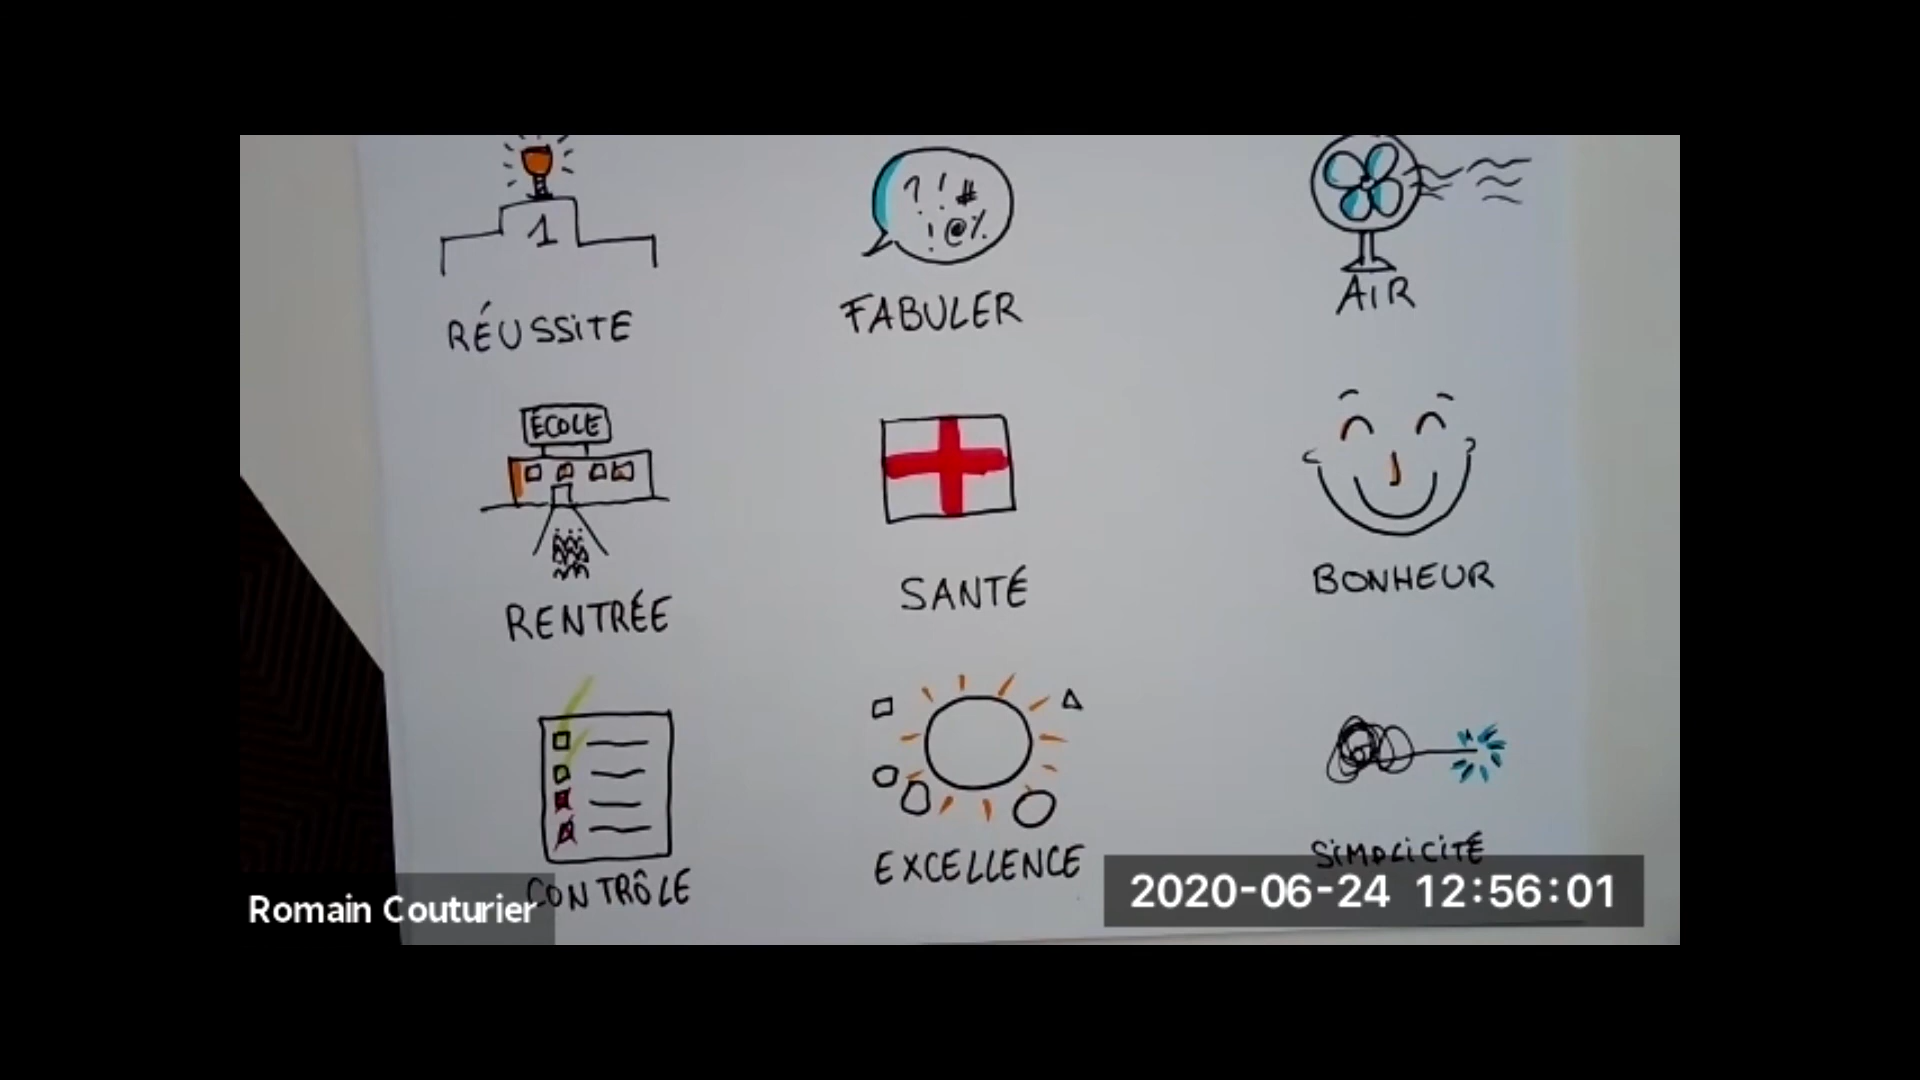 1
? ! #
! @ %
RÉUSSiTE
FABULER
AiR
ÉCOLE
RENTRÉE
SANTÉ
BONHEUR
CONTRÔLE
EXCELLENCE
SiMPLiCiTÉ
Romain Couturier
2020-06-24 12:56:01